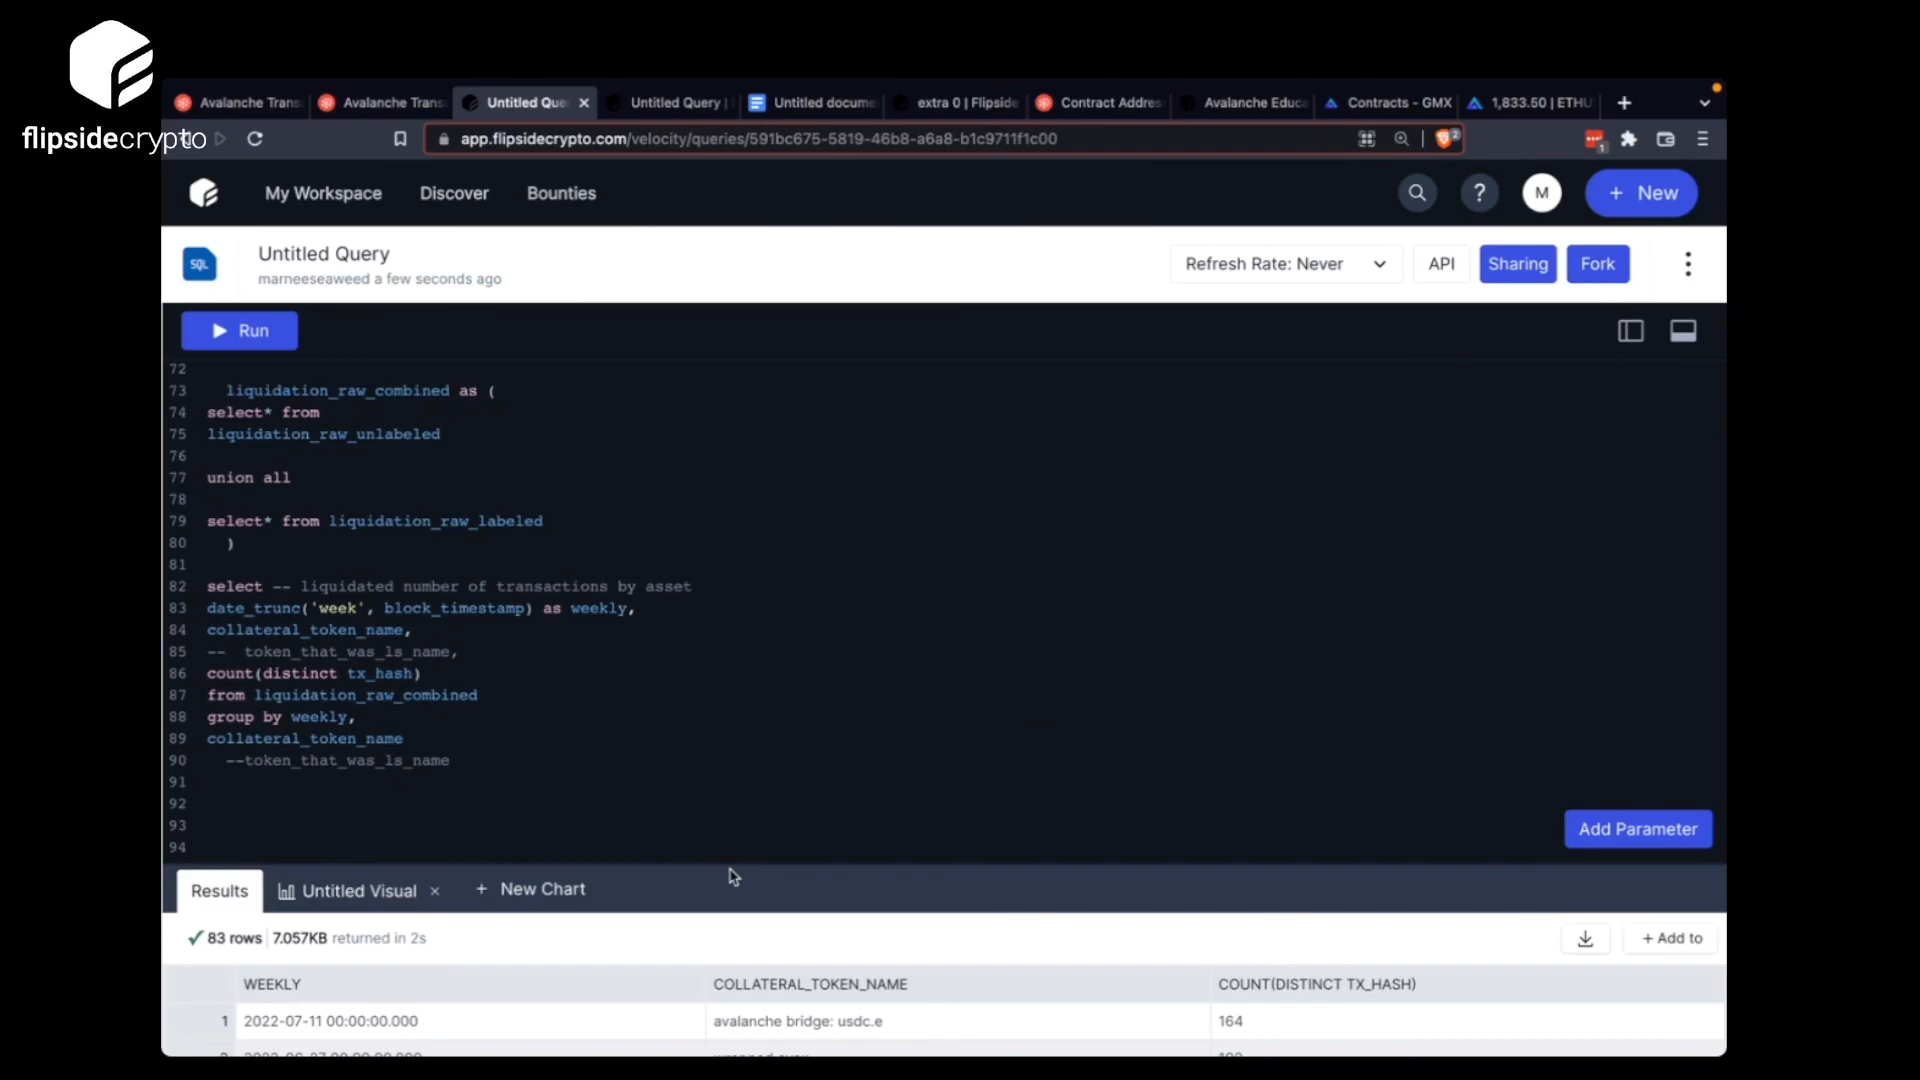 flipsidecrypto
Avalanche Trans
Avalanche Trans
Untitled Que
Untitled Query |
Untitled docume
extra 0 | Flipside
Contract Addres
Avalanche Educa
Contracts - GMX
1,833.50 | ETHU
app.flipsidecrypto.com/velocity/queries/591bc675-5819-46b8-a6a8-b1c9711f1c00
2
1
My Workspace
Discover
Bounties
?
M
+ New
SQL
Untitled Query
marneeseaweed a few seconds ago
Refresh Rate: Never
API
Sharing
Fork
Run
72
73 liquidation_raw_combined as (
74 select* from
75 liquidation_raw_unlabeled
76
77 union all
78
79 select* from liquidation_raw_labeled
80 )
81
82 select -- liquidated number of transactions by asset
83 date_trunc('week', block_timestamp) as weekly,
84 collateral_token_name,
85 -- token_that_was_ls_name,
86 count(distinct tx_hash)
87 from liquidation_raw_combined
88 group by weekly,
89 collateral_token_name
90 --token_that_was_ls_name
91
92
93
94
Add Parameter
Results
Untitled Visual
+ New Chart
83 rows
7.057KB returned in 2s
+ Add to
WEEKLY COLLATERAL_TOKEN_NAME COUNT(DISTINCT TX_HASH)
1 2022-07-11 00:00:00.000 avalanche bridge: usdc.e 164